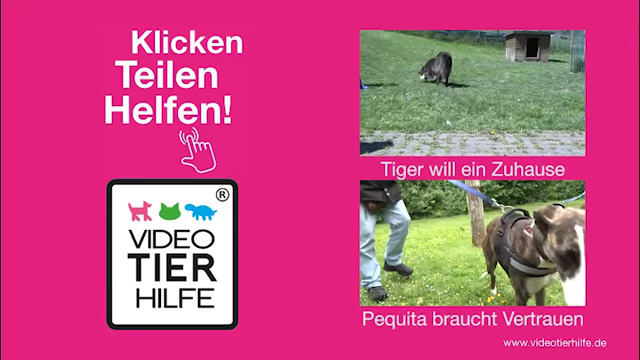 Klicken
Teilen
Helfen!
®
VIDEO
TIER
HILFE
Tiger will ein Zuhause
Pequita braucht Vertrauen
www.videotierhilfe.de